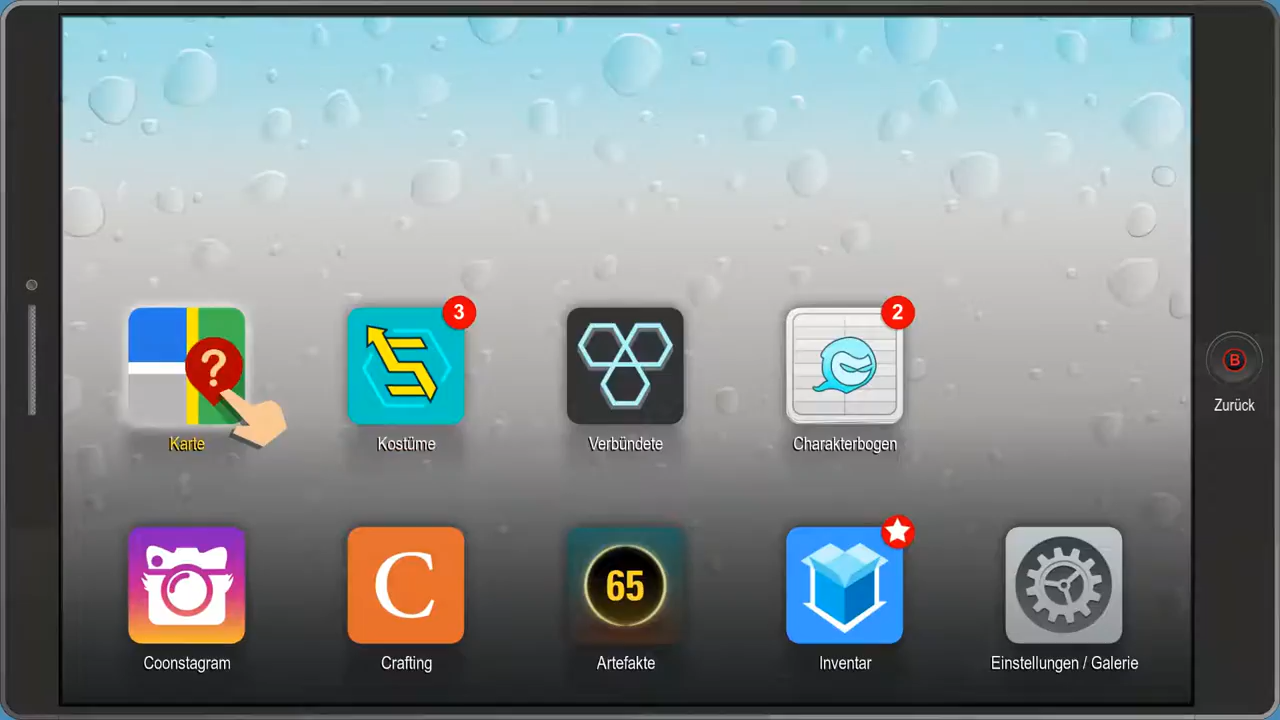 3
2
?
Karte
Kostüme
Verbündete
Charakterbogen
B
Zurück
C
65
Coonstagram
Crafting
Artefakte
Inventar
Einstellungen / Galerie